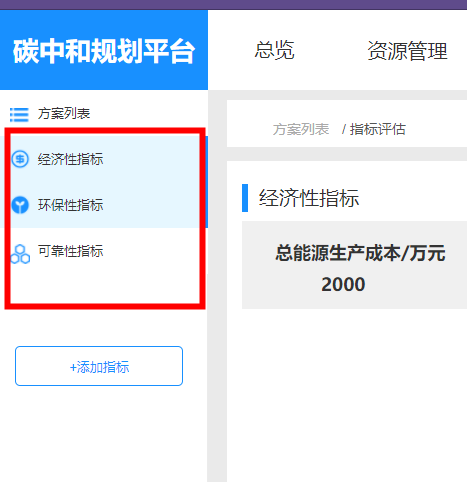 碳中和规划平台
总览
资源管理
方案列表
经济性指标
环保性指标
可靠性指标
+添加指标
方案列表 / 指标评估
经济性指标
总能源生产成本/万元
2000